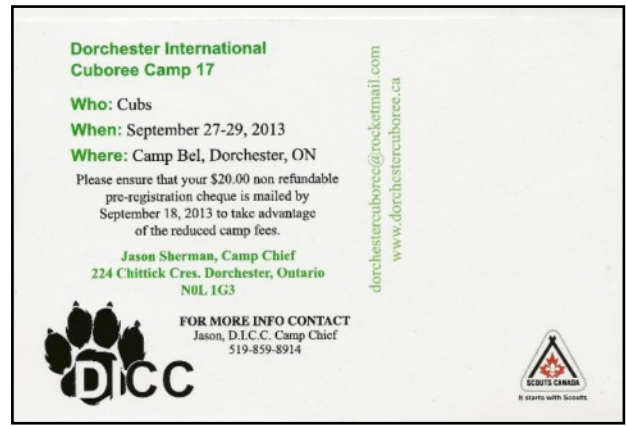 Dorchester International
Cuboree Camp 17
Who: Cubs
When: September 27-29, 2013
Where: Camp Bel, Dorchester, ON
Please ensure that your $20.00 non refundable
pre-registration cheque is mailed by
September 18, 2013 to take advantage
of the reduced camp fees.
Jason Sherman, Camp Chief
224 Chittick Cres. Dorchester, Ontario
N0L 1G3
FOR MORE INFO CONTACT
Jason, D.I.C.C. Camp Chief
519-859-8914
DICC
dorchestercuboree@rocketmail.com
www.dorchestercuboree.ca
SCOUTS CANADA
It starts with Scouts.